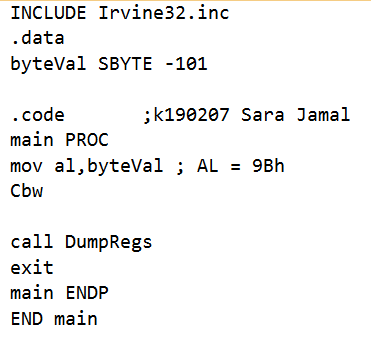 INCLUDE Irvine32.inc
.data
byteVal SBYTE -101
.code ;k190207 Sara Jamal
main PROC
mov al,byteVal ; AL = 9Bh
Cbw
call DumpRegs
exit
main ENDP
END main